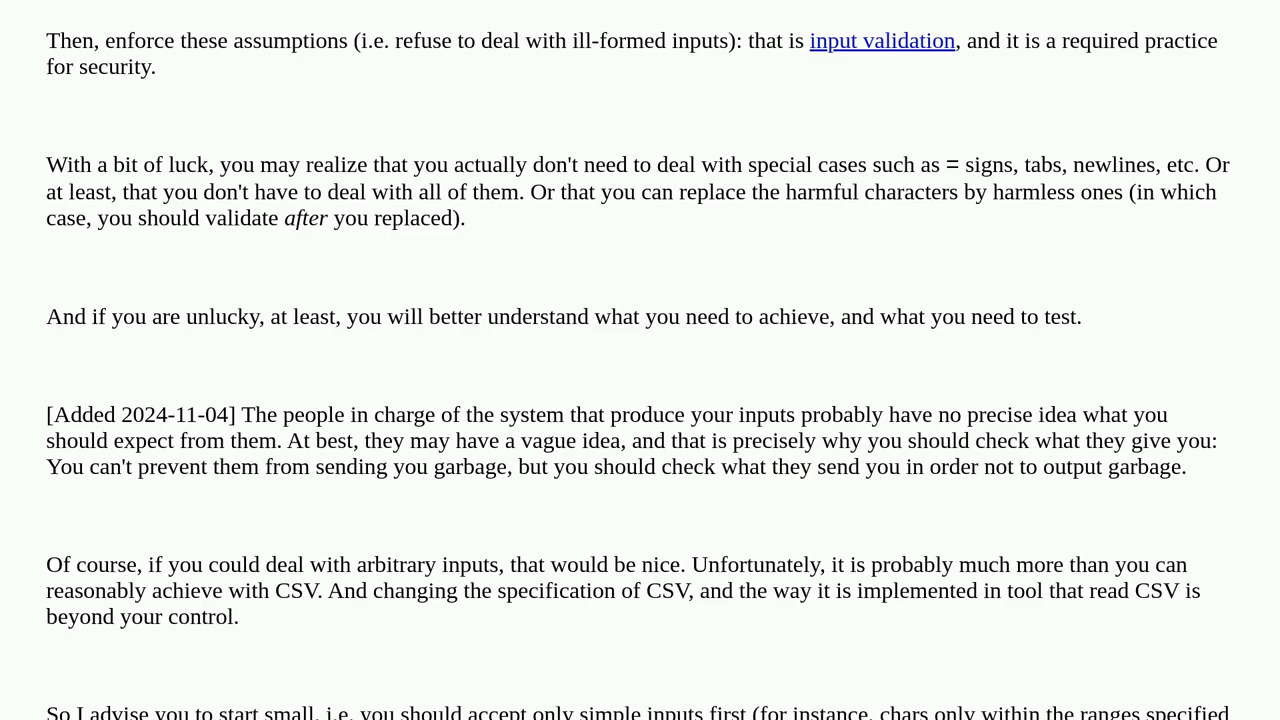 Then, enforce these assumptions (i.e. refuse to deal with ill-formed inputs): that is input validation, and it is a required practice
for security.
With a bit of luck, you may realize that you actually don't need to deal with special cases such as = signs, tabs, newlines, etc. Or
at least, that you don't have to deal with all of them. Or that you can replace the harmful characters by harmless ones (in which
case, you should validate after you replaced).
And if you are unlucky, at least, you will better understand what you need to achieve, and what you need to test.
[Added 2024-11-04] The people in charge of the system that produce your inputs probably have no precise idea what you
should expect from them. At best, they may have a vague idea, and that is precisely why you should check what they give you:
You can't prevent them from sending you garbage, but you should check what they send you in order not to output garbage.
Of course, if you could deal with arbitrary inputs, that would be nice. Unfortunately, it is probably much more than you can
reasonably achieve with CSV. And changing the specification of CSV, and the way it is implemented in tool that read CSV is
beyond your control.
So I advise you to start small, i.e. you should accept only simple inputs first (for instance, chars only within the ranges specified